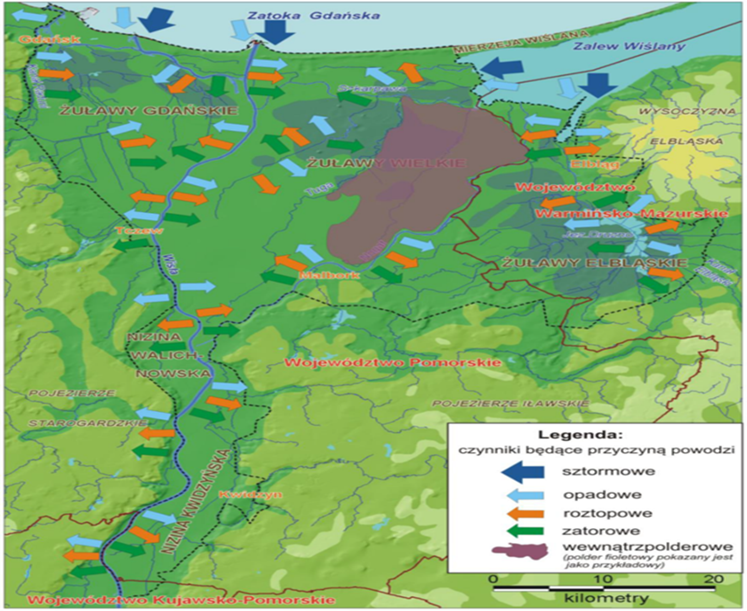 Zatoka Gdańska
Gdańsk
MIERZEJA WIŚLANA
Zalew Wiślany
ŻUŁAWY GDAŃSKIE
WYSOCZYZNA
ELBLĄSKA
ŻUŁAWY WIELKIE
Tuga
Elbląg
Województwo
Warmińsko-Mazurskie
Tczew
Wisła
ŻUŁAWY ELBLĄSKIE
Malbork
NIZINA
WALICH-
NOWSKA
Województwo Pomorskie
POJEZIERZE
STAROGARDZKIE
POJEZIERZE IŁAWSKIE
NIZINA KWIDZYŃSKA
Kwidzyn
Województwo Kujawsko-Pomorskie
Legenda:
czynniki będące przyczyną powodzi
sztormowe
opadowe
roztopowe
zatorowe
wewnątrzpolderowe
(polder fioletowy pokazany jest
jako przykładowy)
0 10 20
kilometry